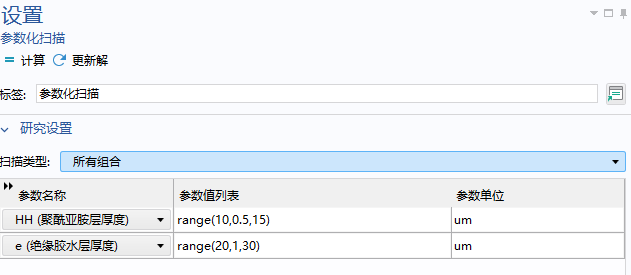 设置
参数化扫描
= 计算 更新解
标签: 参数化扫描
研究设置
扫描类型: 所有组合
参数名称 参数值列表 参数单位
HH (聚酰亚胺层厚度) range(10,0.5,15) um
e (绝缘胶水层厚度) range(20,1,30) um